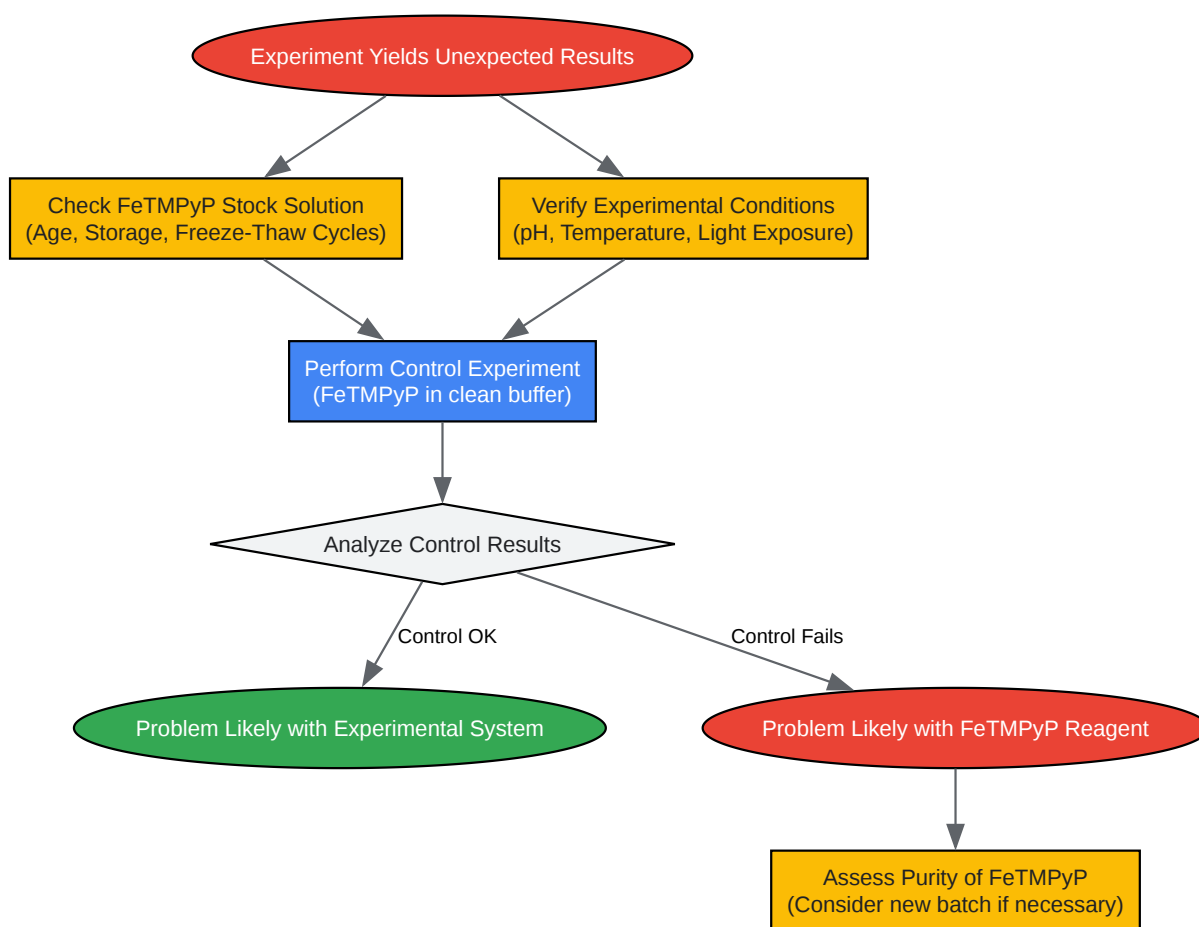 Experiment Yields Unexpected Results
Check FeTMPyP Stock Solution
(Age, Storage, Freeze-Thaw Cycles)
Verify Experimental Conditions
(pH, Temperature, Light Exposure)
Perform Control Experiment
(FeTMPyP in clean buffer)
Analyze Control Results
Control OK
Control Fails
Problem Likely with Experimental System
Problem Likely with FeTMPyP Reagent
Assess Purity of FeTMPyP
(Consider new batch if necessary)